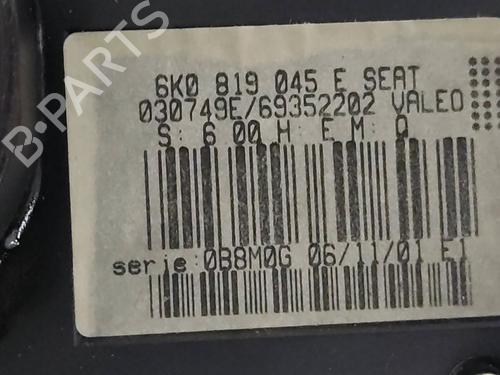 6K0 819 045 E SEAT
030749E/69352202 VALEO
S: 6 00 H: E M: Q
serie:0B8M0G 06/11/01 E1
B-PARTS